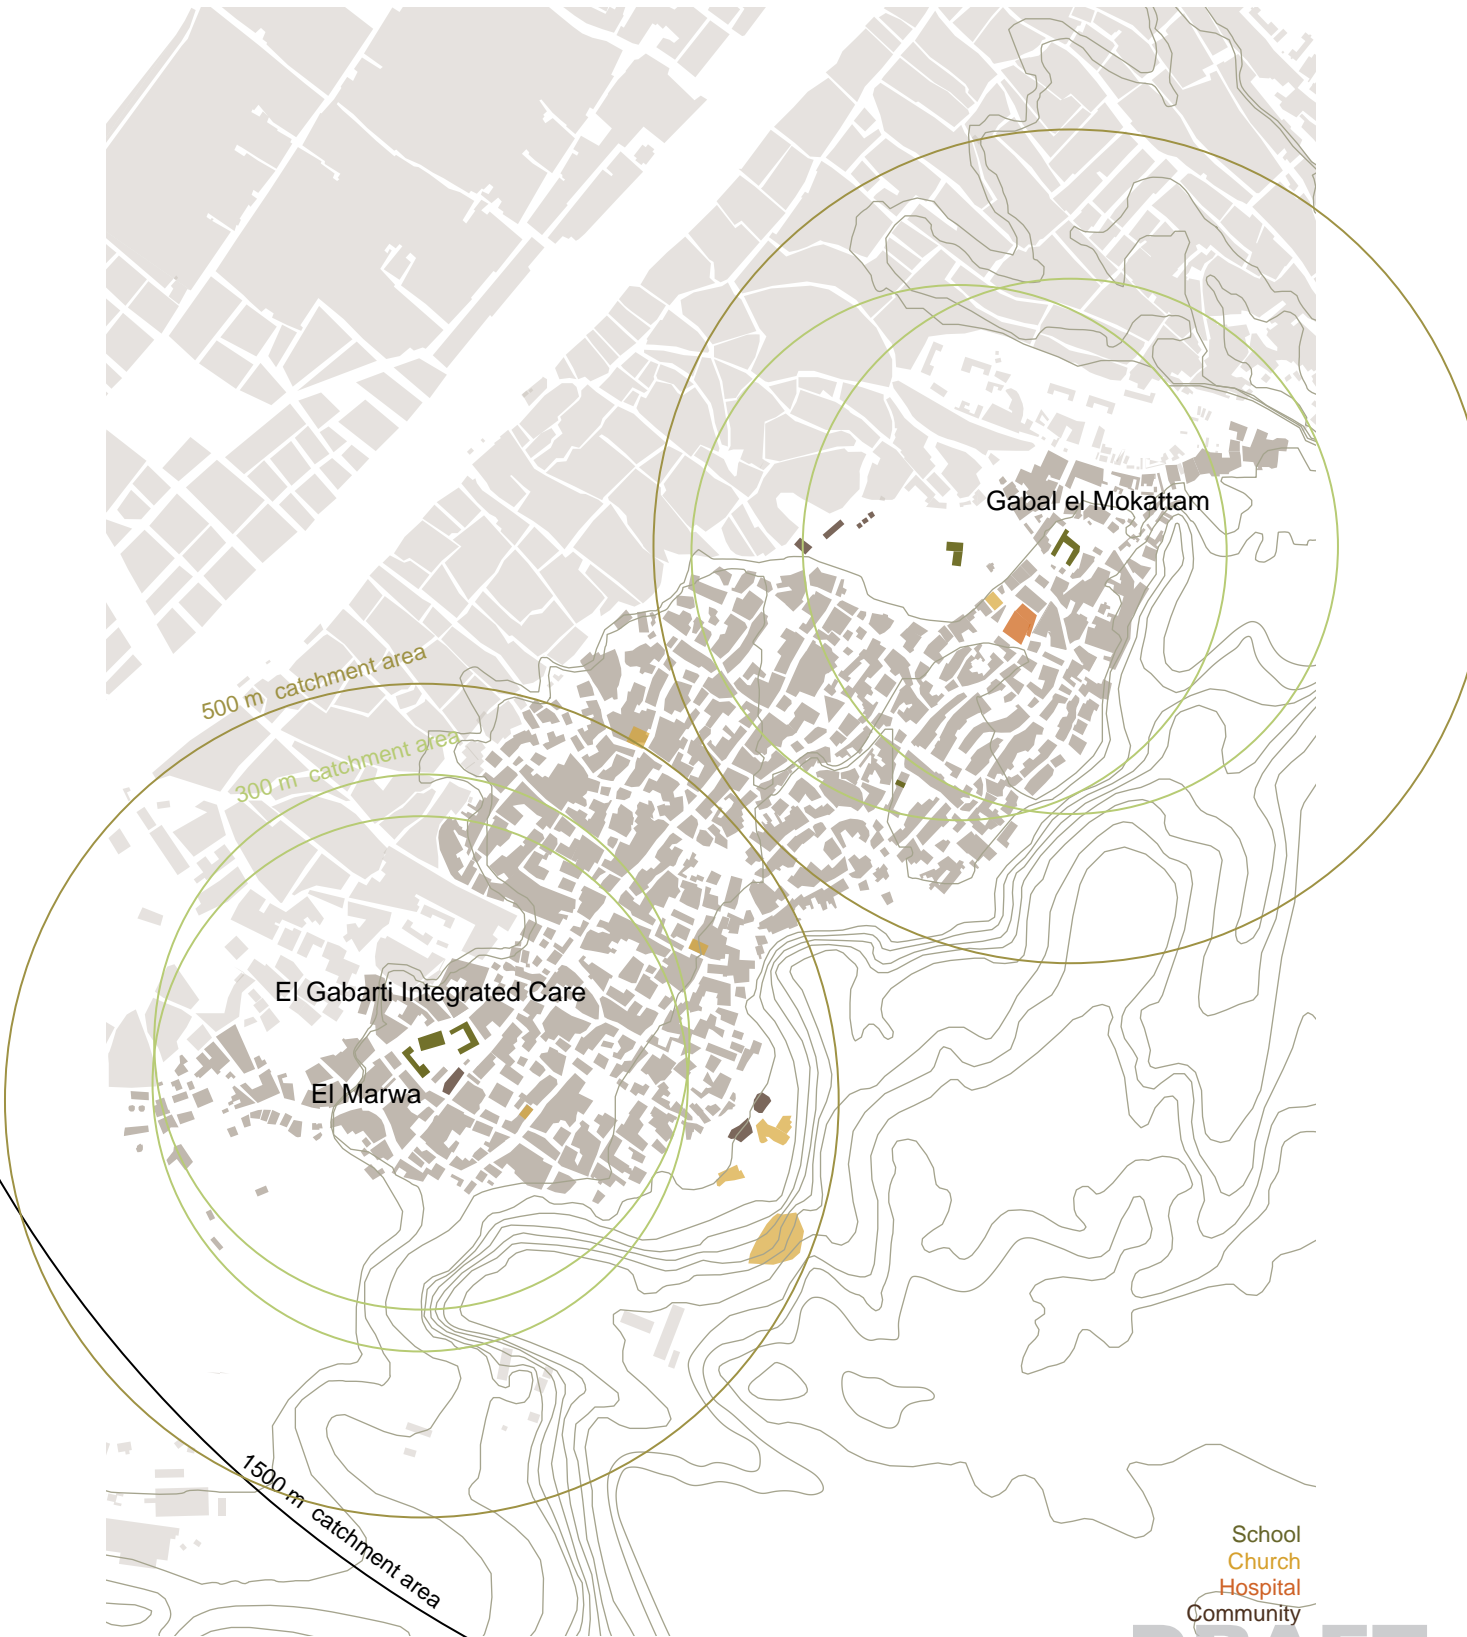 Gabal el Mokattam
500 m catchment area
300 m catchment area
El Gabarti Integrated Care
El Marwa
1500 m catchment area
School
Church
Hospital
Community
DRAFT